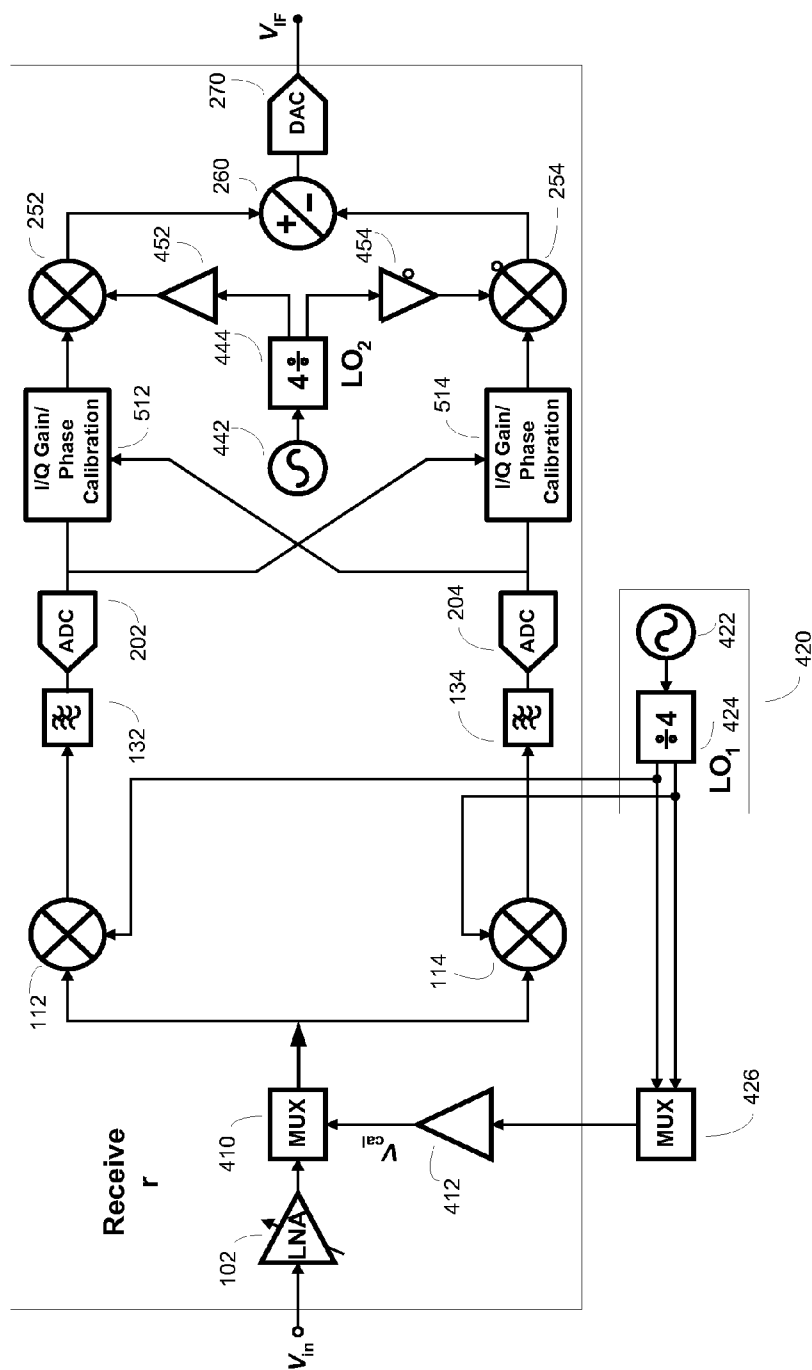 Receive
r
V_in
LNA
102
MUX
410
V_cal
412
MUX
426
112
114
132
134
ADC
202
ADC
204
LO_1
÷4
424
422
420
I/Q Gain/
Phase
Calibration
512
I/Q Gain/
Phase
Calibration
514
442
4÷
444
LO_2
452
454
252
254
+
−
260
DAC
270
V_IF